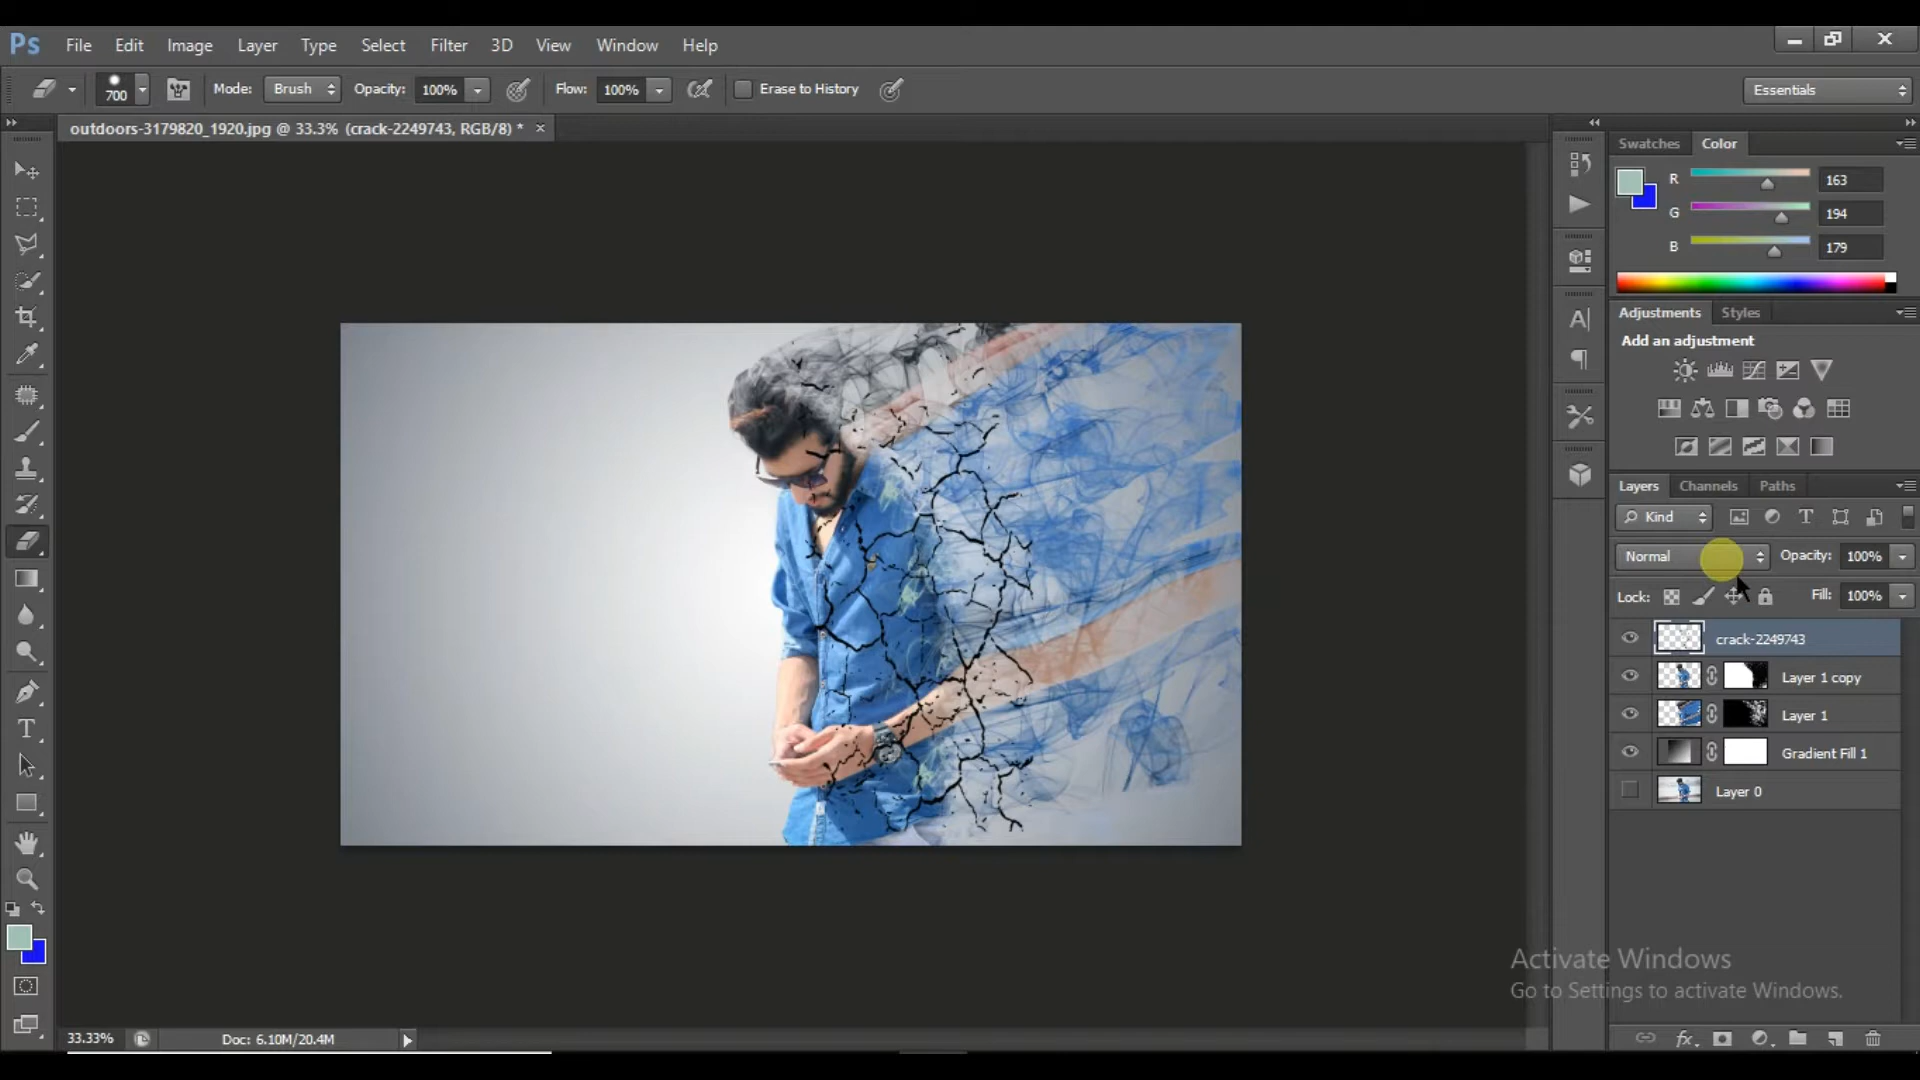 Ps File Edit Image Layer Type Select Filter 3D View Window Help
700 Mode: Brush Opacity: 100% Flow: 100% Erase to History Essentials
outdoors-3179820_1920.jpg @ 33.3% (crack-2249743, RGB/8) * ×
Swatches Color
R 163
G 194
B 179
Adjustments Styles
Add an adjustment
Layers Channels Paths
Kind
Normal Opacity: 100%
Lock: Fill: 100%
crack-2249743
Layer 1 copy
Layer 1
Gradient Fill 1
Layer 0
Activate Windows
Go to Settings to activate Windows.
33.33% Doc: 6.10M/20.4M